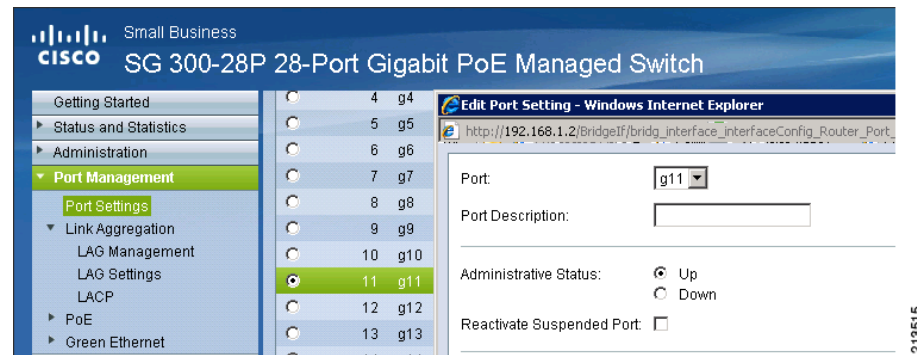 Small Business
CISCO
SG 300-28P 28-Port Gigabit PoE Managed Switch
Getting Started
Status and Statistics
Administration
Port Management
Port Settings
Link Aggregation
LAG Management
LAG Settings
LACP
PoE
Green Ethernet
4 g4
5 g5
6 g6
7 g7
8 g8
9 g9
10 g10
11 g11
12 g12
13 g13
Edit Port Setting - Windows Internet Explorer
http://192.168.1.2/BridgeIf/bridg_interface_interfaceConfig_Router_Port_
Port: g11
Port Description:
Administrative Status: Up
Down
Reactivate Suspended Port:
213515